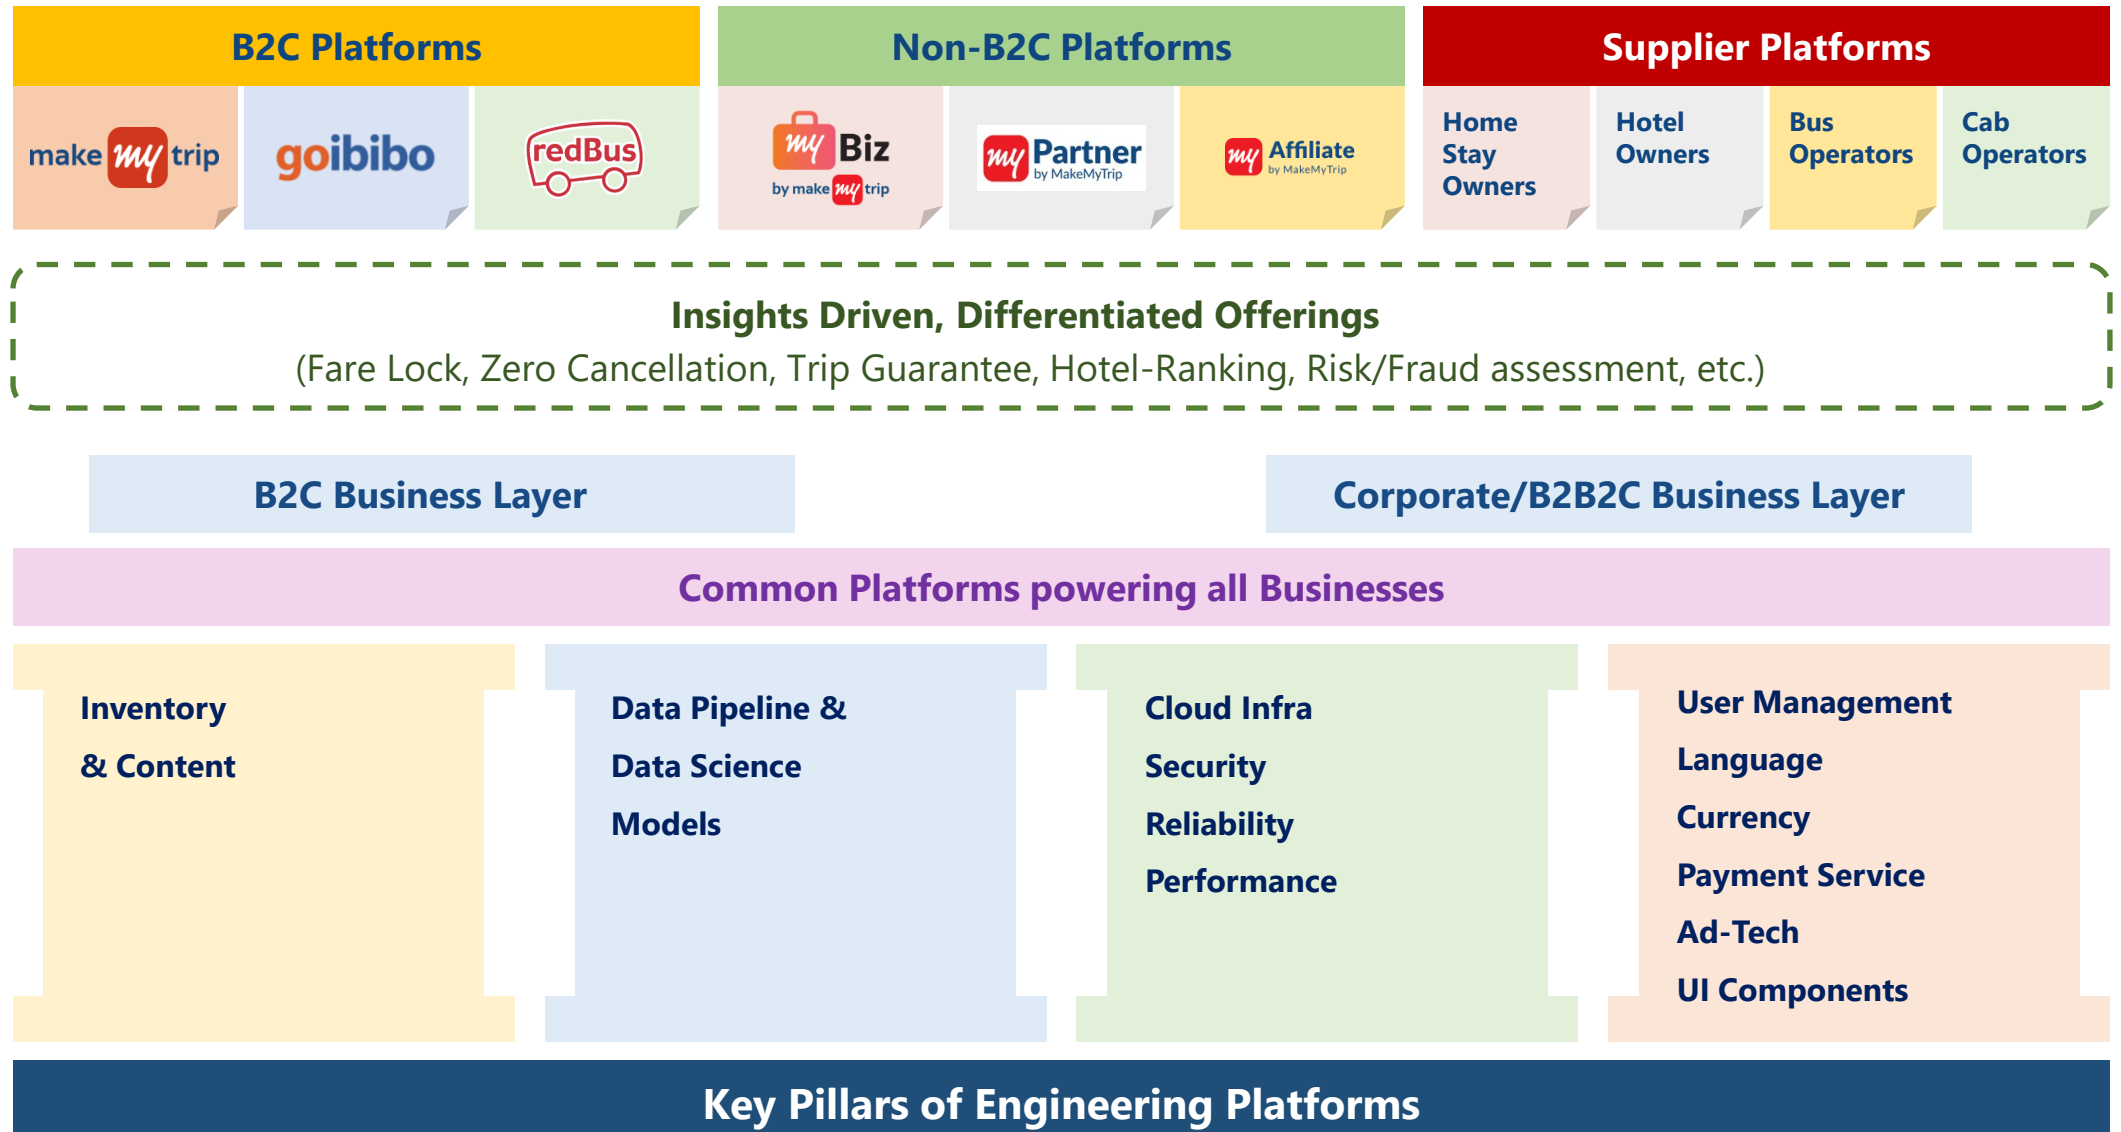 B2C Platforms
Non-B2C Platforms
Supplier Platforms
make my trip
goibibo
redBus
my Biz
by make my trip
my Partner
by MakeMyTrip
my Affiliate
by MakeMyTrip
Home
Stay
Owners
Hotel
Owners
Bus
Operators
Cab
Operators
Insights Driven, Differentiated Offerings
(Fare Lock, Zero Cancellation, Trip Guarantee, Hotel-Ranking, Risk/Fraud assessment, etc.)
B2C Business Layer
Corporate/B2B2C Business Layer
Common Platforms powering all Businesses
Inventory
& Content
Data Pipeline &
Data Science
Models
Cloud Infra
Security
Reliability
Performance
User Management
Language
Currency
Payment Service
Ad-Tech
UI Components
Key Pillars of Engineering Platforms